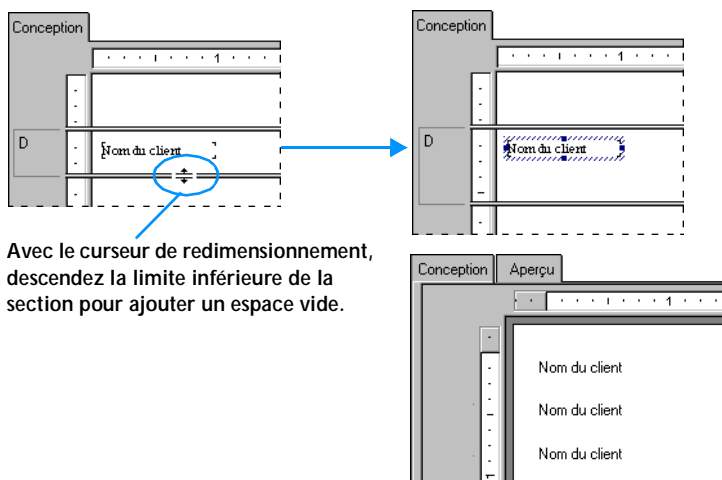 Conception
1
D
Nom du client
Avec le curseur de redimensionnement,
descendez la limite inférieure de la
section pour ajouter un espace vide.
Conception
1
D
Nom du client
Conception Aperçu
1
Nom du client
Nom du client
Nom du client
1